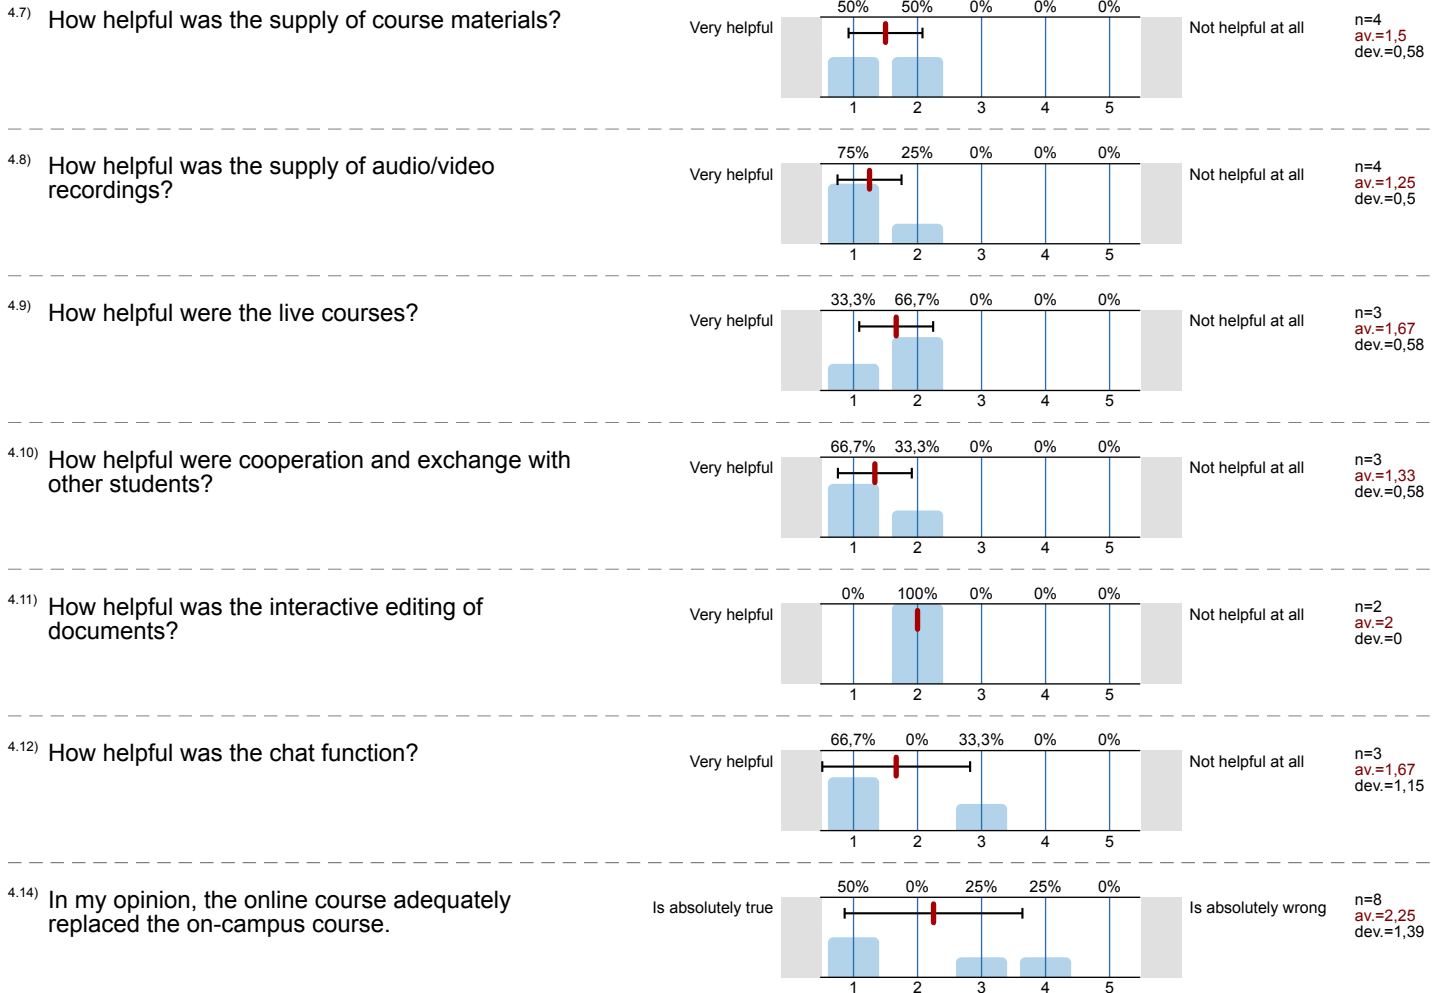 4.7) How helpful was the supply of course materials?
Very helpful
50% 50% 0% 0% 0%
1 2 3 4 5
Not helpful at all
n=4
av.=1,5
dev.=0,58
4.8) How helpful was the supply of audio/video
recordings?
Very helpful
75% 25% 0% 0% 0%
1 2 3 4 5
Not helpful at all
n=4
av.=1,25
dev.=0,5
4.9) How helpful were the live courses?
Very helpful
33,3% 66,7% 0% 0% 0%
1 2 3 4 5
Not helpful at all
n=3
av.=1,67
dev.=0,58
4.10) How helpful were cooperation and exchange with
other students?
Very helpful
66,7% 33,3% 0% 0% 0%
1 2 3 4 5
Not helpful at all
n=3
av.=1,33
dev.=0,58
4.11) How helpful was the interactive editing of
documents?
Very helpful
0% 100% 0% 0% 0%
1 2 3 4 5
Not helpful at all
n=2
av.=2
dev.=0
4.12) How helpful was the chat function?
Very helpful
66,7% 0% 33,3% 0% 0%
1 2 3 4 5
Not helpful at all
n=3
av.=1,67
dev.=1,15
4.14) In my opinion, the online course adequately
replaced the on-campus course.
Is absolutely true
50% 0% 25% 25% 0%
1 2 3 4 5
Is absolutely wrong
n=8
av.=2,25
dev.=1,39